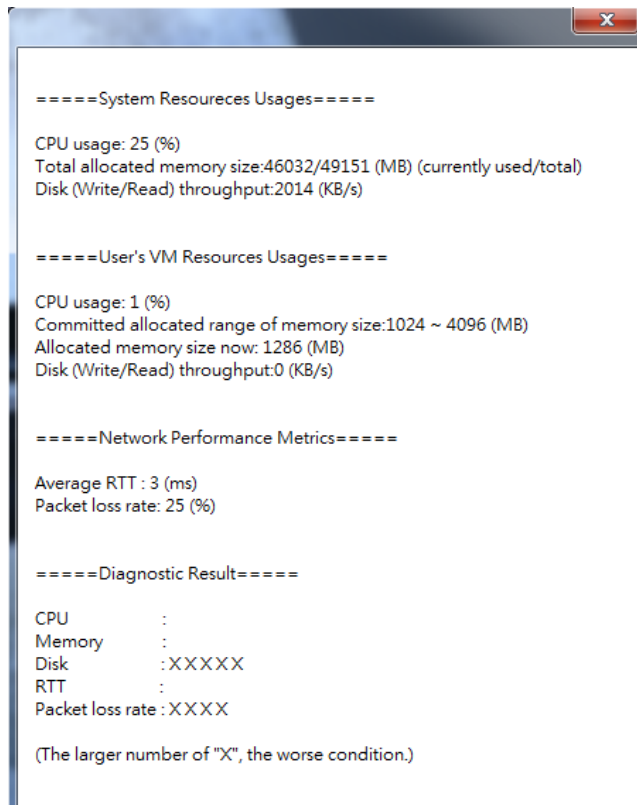 =====System Resoureces Usages=====
CPU usage: 25 (%)
Total allocated memory size:46032/49151 (MB) (currently used/total)
Disk (Write/Read) throughput:2014 (KB/s)
=====User's VM Resources Usages=====
CPU usage: 1 (%)
Committed allocated range of memory size:1024 ~ 4096 (MB)
Allocated memory size now: 1286 (MB)
Disk (Write/Read) throughput:0 (KB/s)
=====Network Performance Metrics=====
Average RTT : 3 (ms)
Packet loss rate: 25 (%)
=====Diagnostic Result=====
CPU :
Memory :
Disk : X X X X X
RTT :
Packet loss rate : X X X X
(The larger number of "X", the worse condition.)